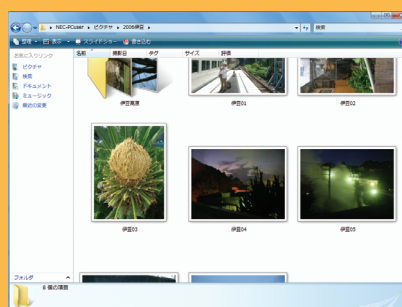 NEC-PCuser ▸ ピクチャ ▸ 2006伊豆 ▸
検索
整理 表示 スライドショー 書き込む
お気に入りリンク
ピクチャ
検索
ドキュメント
ミュージック
最近の変更
フォルダ
名前 撮影日 タグ サイズ 評価
伊豆高原 伊豆01 伊豆02
伊豆03 伊豆04 伊豆05
8 個の項目